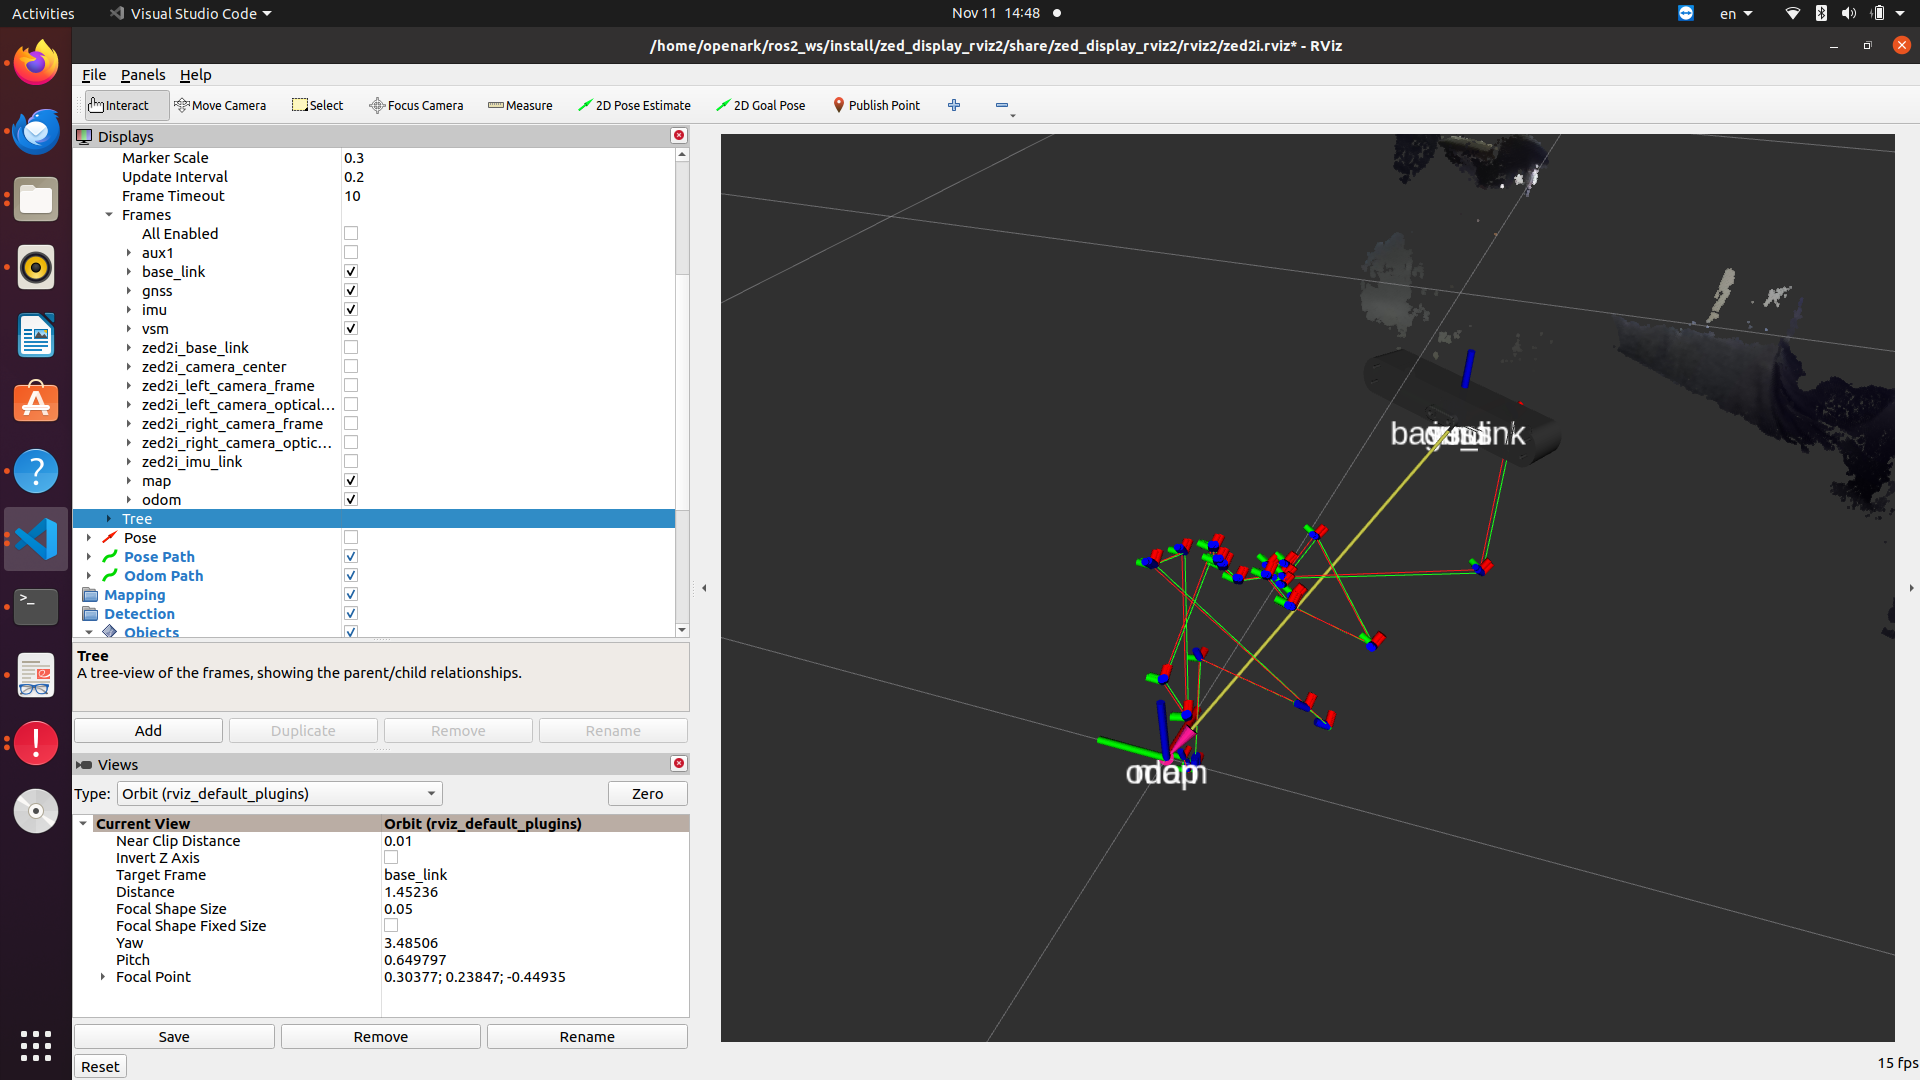 Activities
Visual Studio Code
Nov 11 14:48
en
/home/openark/ros2_ws/install/zed_display_rviz2/share/zed_display_rviz2/rviz2/zed2i.rviz* - RViz
File Panels Help
Interact Move Camera Select Focus Camera Measure 2D Pose Estimate 2D Goal Pose Publish Point
Displays
Marker Scale 0.3
Update Interval 0.2
Frame Timeout 10
Frames
All Enabled
aux1
base_link
gnss
imu
vsm
zed2i_base_link
zed2i_camera_center
zed2i_left_camera_frame
zed2i_left_camera_optical...
zed2i_right_camera_frame
zed2i_right_camera_optic...
zed2i_imu_link
map
odom
Tree
Pose
Pose Path
Odom Path
Mapping
Detection
Objects
Tree
A tree-view of the frames, showing the parent/child relationships.
Add Duplicate Remove Rename
Views
Type: Orbit (rviz_default_plugins) Zero
Current View Orbit (rviz_default_plugins)
Near Clip Distance 0.01
Invert Z Axis
Target Frame base_link
Distance 1.45236
Focal Shape Size 0.05
Focal Shape Fixed Size
Yaw 3.48506
Pitch 0.649797
Focal Point 0.30377; 0.23847; -0.44935
Save Remove Rename
Reset
15 fps